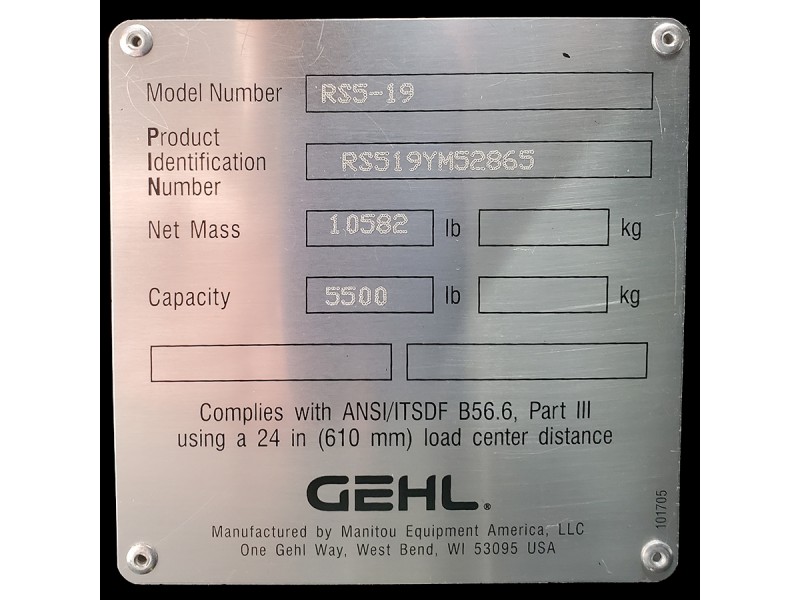 Model Number RS5-19
Product
Identification RS519YM52865
Number
Net Mass 10582 lb kg
Capacity 5500 lb kg
Complies with ANSI/ITSDF B56.6, Part III
using a 24 in (610 mm) load center distance
GEHL®
101705
Manufactured by Manitou Equipment America, LLC
One Gehl Way, West Bend, WI 53095 USA